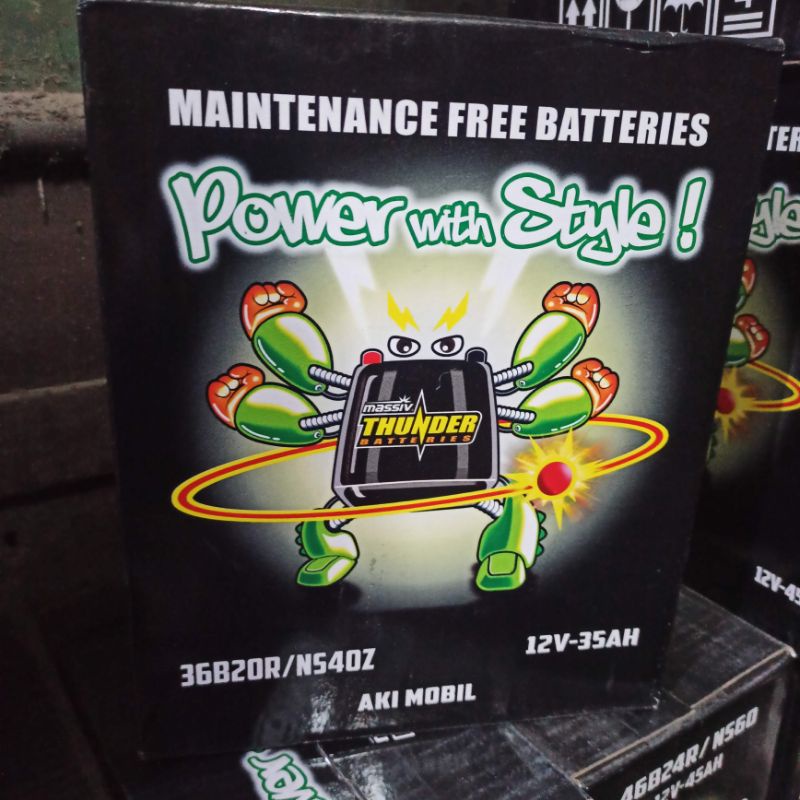 MAINTENANCE FREE BATTERIES
Power with Style!
massiv
THUNDER
BATTERIES
36B20R/NS40Z
12V-35AH
AKI MOBIL
46B24R/NS60
12V-45AH